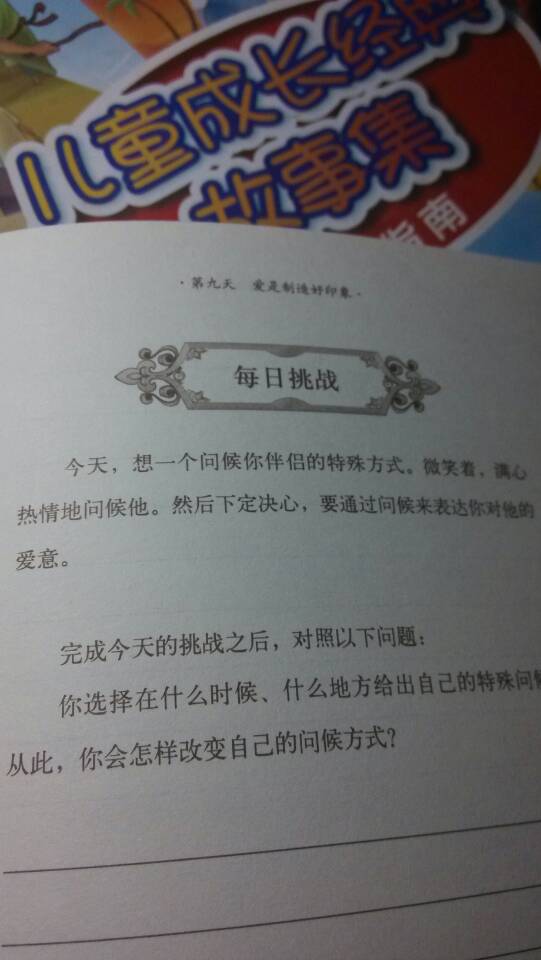 儿童成长经典
故事集
指南
·第九天 爱是制造好印象·
每日挑战
今天，想一个问候你伴侣的特殊方式。微笑着，满心
热情地问候他。然后下定决心，要通过问候来表达你对他的
爱意。
完成今天的挑战之后，对照以下问题：
你选择在什么时候、什么地方给出自己的特殊问候
从此，你会怎样改变自己的问候方式？